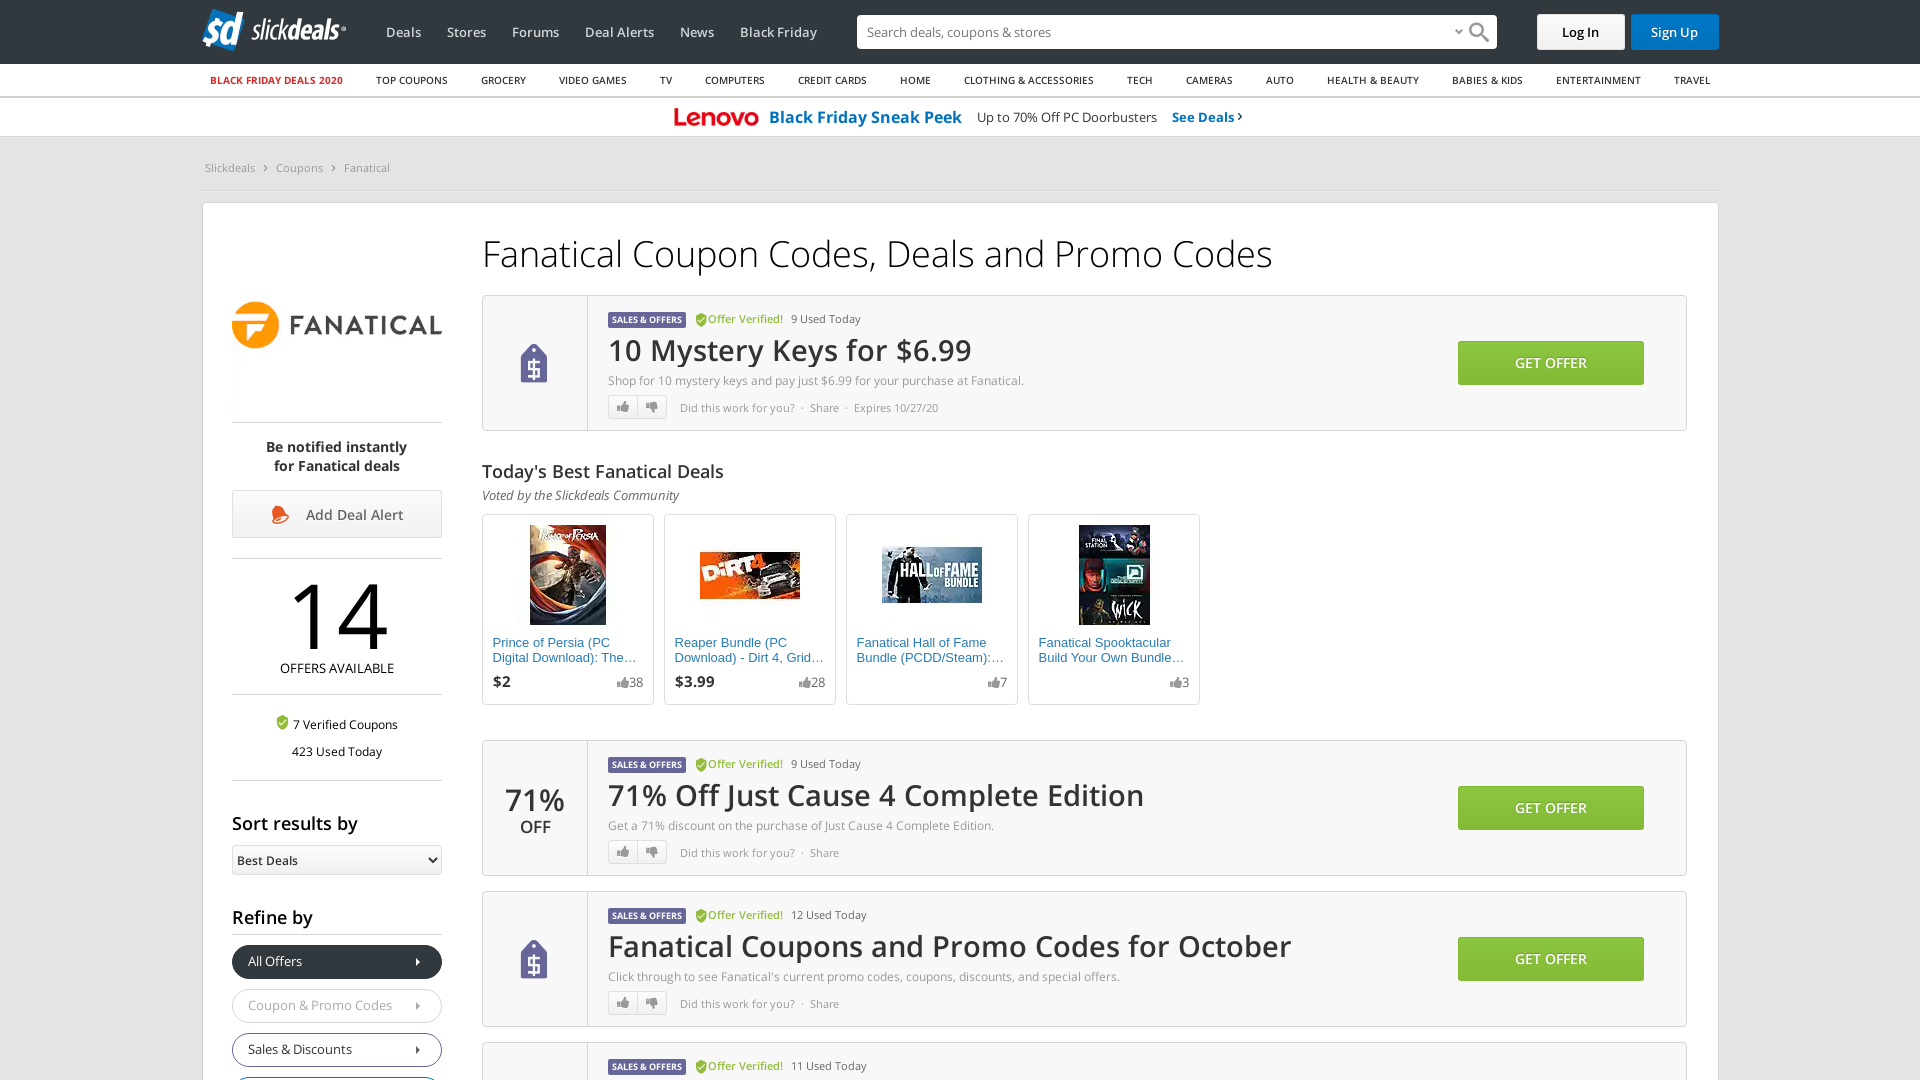 sd slickdeals
Deals
Stores
Forums
Deal Alerts
News
Black Friday
Search deals, coupons & stores
Log In
Sign Up
BLACK FRIDAY DEALS 2020
TOP COUPONS
GROCERY
VIDEO GAMES
TV
COMPUTERS
CREDIT CARDS
HOME
CLOTHING & ACCESSORIES
TECH
CAMERAS
AUTO
HEALTH & BEAUTY
BABIES & KIDS
ENTERTAINMENT
TRAVEL
Lenovo Black Friday Sneak Peek Up to 70% Off PC Doorbusters See Deals
Slickdeals
Coupons
Fanatical
FANATICAL
Be notified instantly
for Fanatical deals
Add Deal Alert
14
OFFERS AVAILABLE
7 Verified Coupons
423 Used Today
Sort results by
Best Deals
Refine by
All Offers
Coupon & Promo Codes
Sales & Discounts
Fanatical Coupon Codes, Deals and Promo Codes
SALES & OFFERS Offer Verified! 9 Used Today
10 Mystery Keys for $6.99
Shop for 10 mystery keys and pay just $6.99 for your purchase at Fanatical.
Did this work for you? · Share · Expires 10/27/20
GET OFFER
Today's Best Fanatical Deals
Voted by the Slickdeals Community
Prince of Persia
Prince of Persia (PC
Digital Download): The...
$2
38
DiRT 4
Reaper Bundle (PC
Download) - Dirt 4, Grid...
$3.99
28
HALL OF FAME
BUNDLE
Fanatical Hall of Fame
Bundle (PCDD/Steam):...
7
FINAL
STATION
WICK
Fanatical Spooktacular
Build Your Own Bundle...
3
71%
OFF
SALES & OFFERS Offer Verified! 9 Used Today
71% Off Just Cause 4 Complete Edition
Get a 71% discount on the purchase of Just Cause 4 Complete Edition.
Did this work for you? · Share
GET OFFER
SALES & OFFERS Offer Verified! 12 Used Today
Fanatical Coupons and Promo Codes for October
Click through to see Fanatical's current promo codes, coupons, discounts, and special offers.
Did this work for you? · Share
GET OFFER
SALES & OFFERS Offer Verified! 11 Used Today